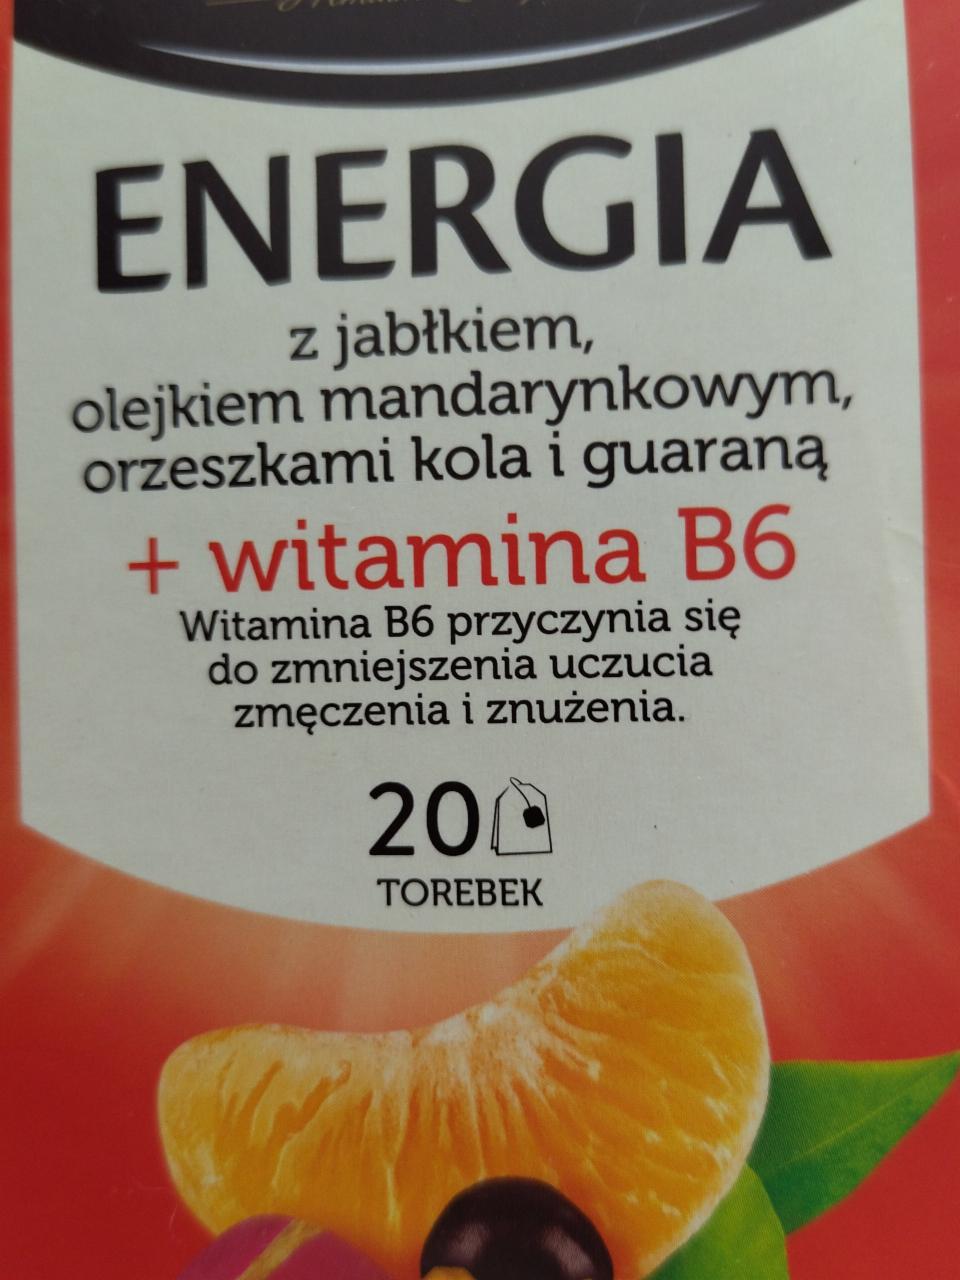 ENERGIA
z jabłkiem,
olejkiem mandarynkowym,
orzeszkami kola i guaraną
+ witamina B6
Witamina B6 przyczynia się
do zmniejszenia uczucia
zmęczenia i znużenia.
20
TOREBEK